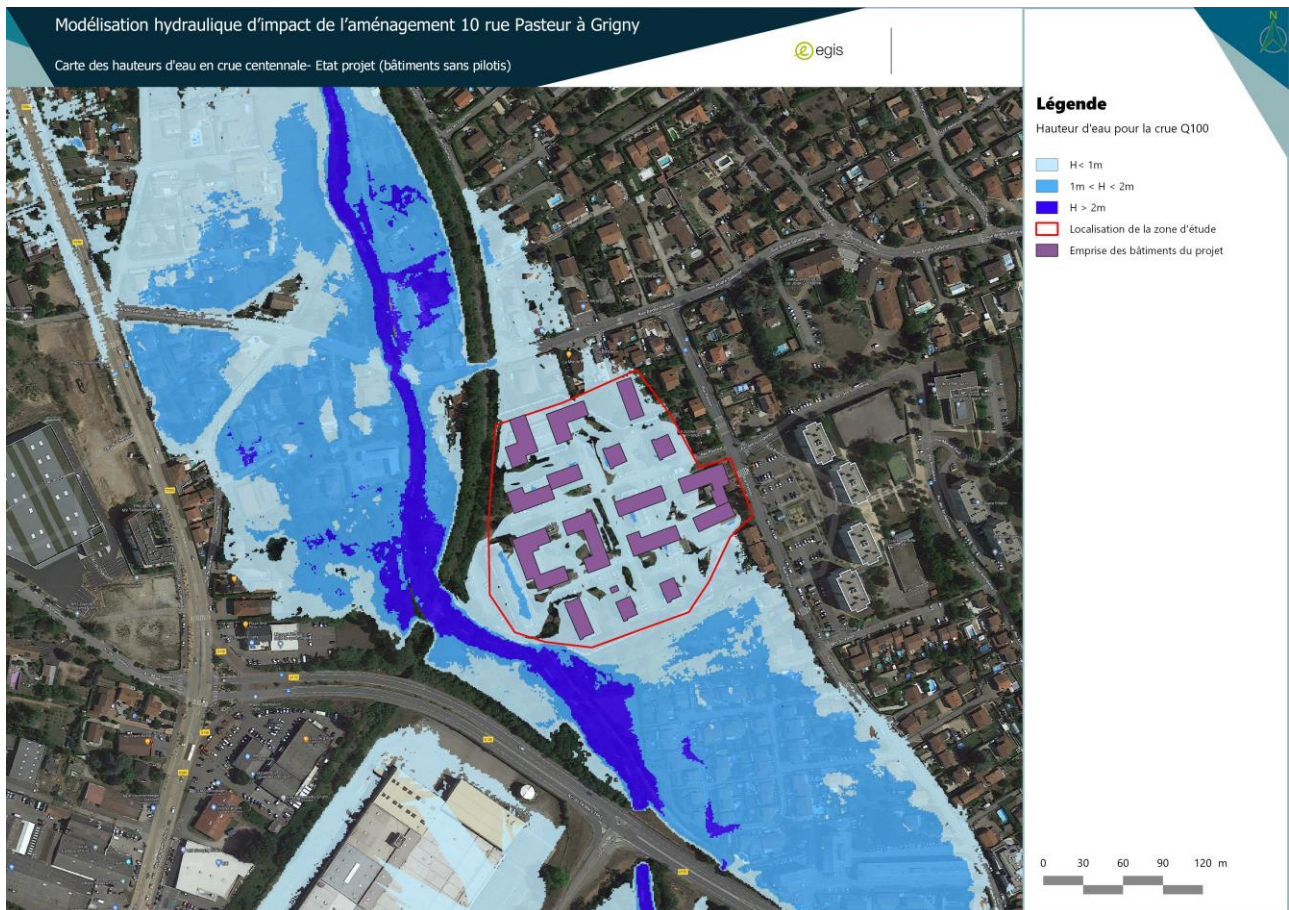 Modélisation hydraulique d'impact de l'aménagement 10 rue Pasteur à Grigny
Carte des hauteurs d'eau en crue centennale- Etat projet (bâtiments sans pilotis)
egis
N
Légende
Hauteur d'eau pour la crue Q100
H< 1m
1m < H < 2m
H > 2m
Localisation de la zone d'étude
Emprise des bâtiments du projet
0 30 60 90 120 m